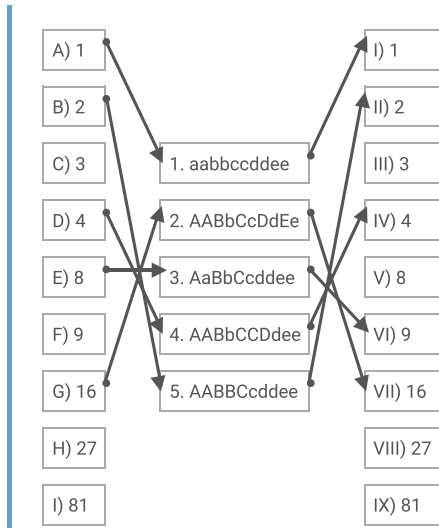 A) 1
B) 2
C) 3
D) 4
E) 8
F) 9
G) 16
H) 27
I) 81
1. aabbccddee
2. AABbCcDdEe
3. AaBbCcddee
4. AABbCCDdee
5. AABBCcddee
I) 1
II) 2
III) 3
IV) 4
V) 8
VI) 9
VII) 16
VIII) 27
IX) 81